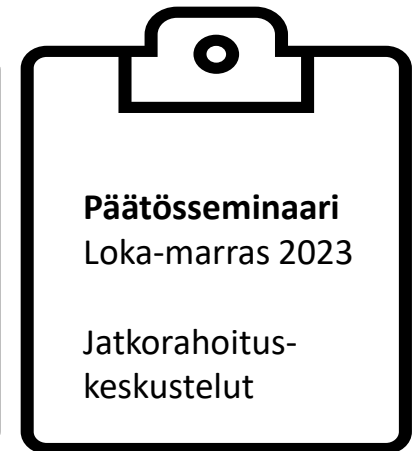 Päätösseminaari
Loka-marras 2023
Jatkorahoitus-
keskustelut